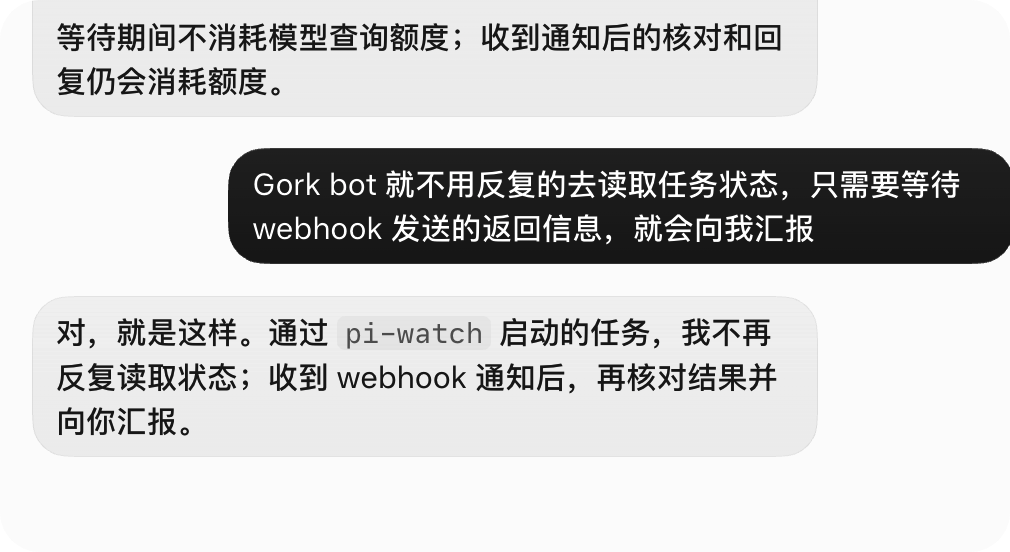 等待期间不消耗模型查询额度；收到通知后的核对和回
复仍会消耗额度。
Gork bot 就不用反复的去读取任务状态，只需要等待
webhook 发送的返回信息，就会向我汇报
对，就是这样。通过 pi-watch 启动的任务，我不再
反复读取状态；收到 webhook 通知后，再核对结果并
向你汇报。